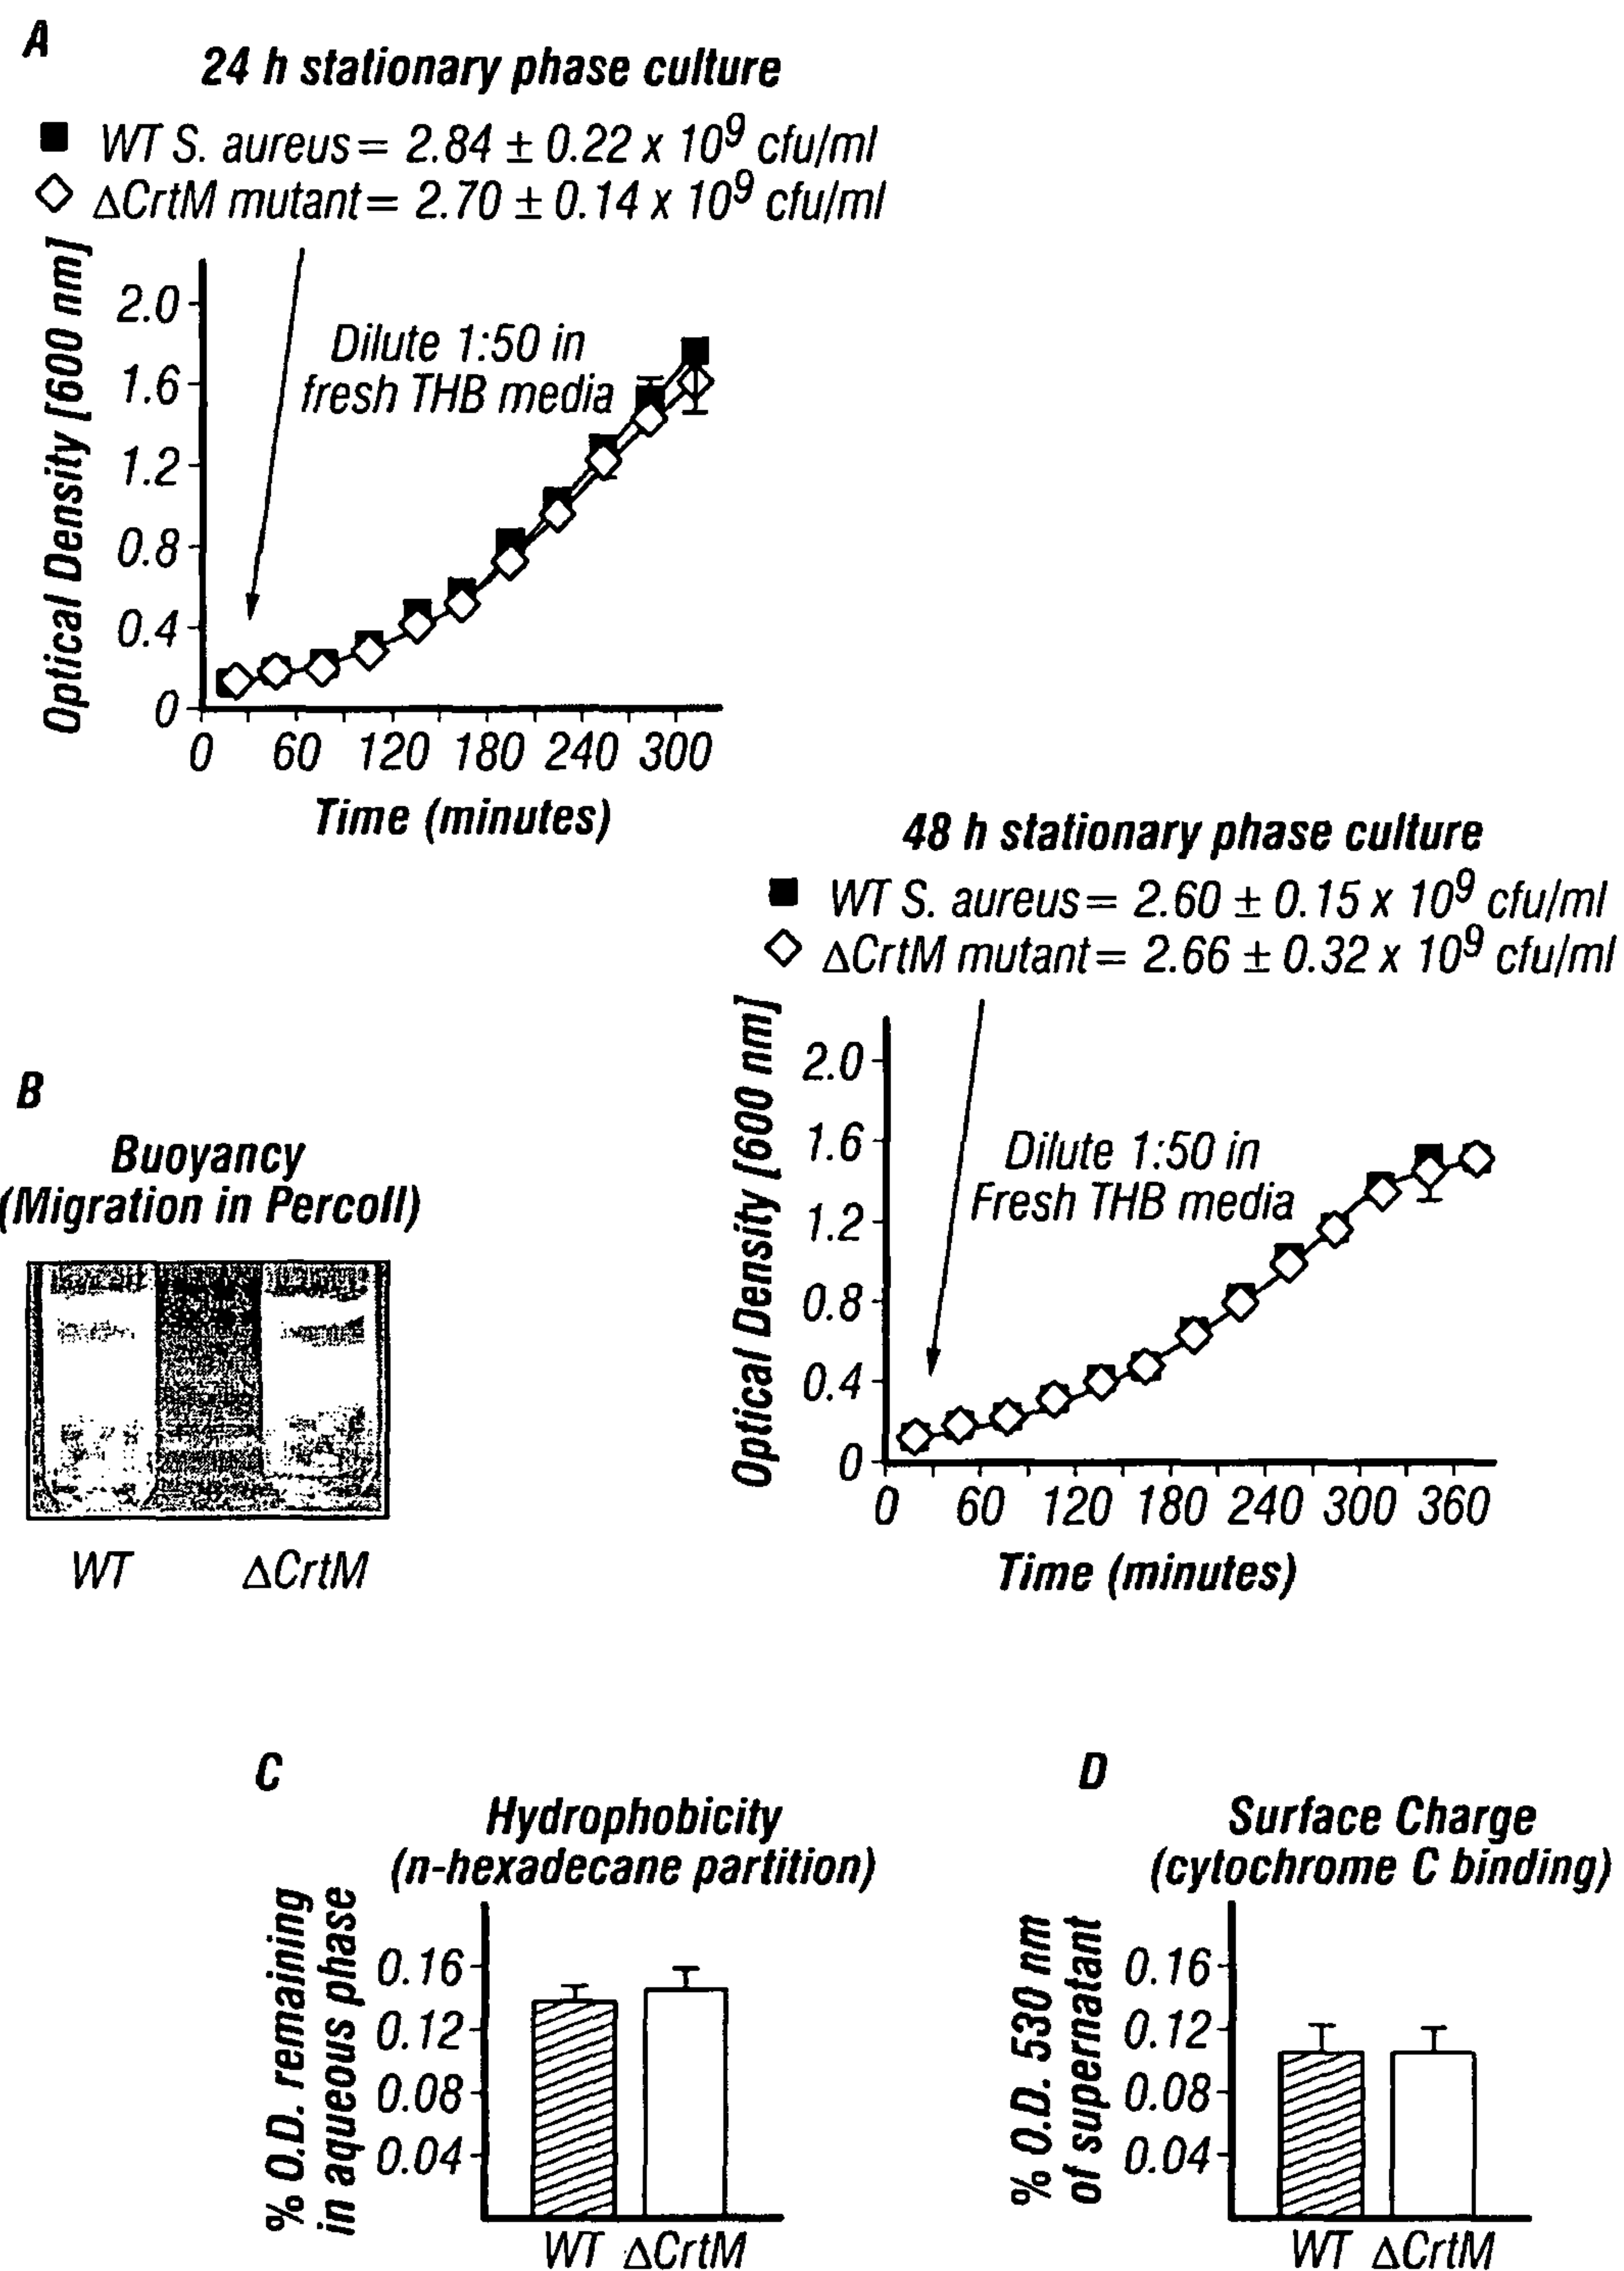 A
24 h stationary phase culture
WT S. aureus = 2.84 ± 0.22 x 10⁹ cfu/ml
ΔCrtM mutant = 2.70 ± 0.14 x 10⁹ cfu/ml
Optical Density [600 nm]
2.0
1.6
1.2
0.8
0.4
0
Dilute 1:50 in
fresh THB media
0 60 120 180 240 300
Time (minutes)
48 h stationary phase culture
WT S. aureus = 2.60 ± 0.15 x 10⁹ cfu/ml
ΔCrtM mutant = 2.66 ± 0.32 x 10⁹ cfu/ml
Optical Density [600 nm]
2.0
1.6
1.2
0.8
0.4
0
Dilute 1:50 in
Fresh THB media
0 60 120 180 240 300 360
Time (minutes)
B
Buoyancy
(Migration in Percoll)
WT ΔCrtM
C
Hydrophobicity
(n-hexadecane partition)
% O.D. remaining
in aqueous phase
0.16
0.12
0.08
0.04
WT ΔCrtM
D
Surface Charge
(cytochrome C binding)
% O.D. 530 nm
of supernatant
0.16
0.12
0.08
0.04
WT ΔCrtM